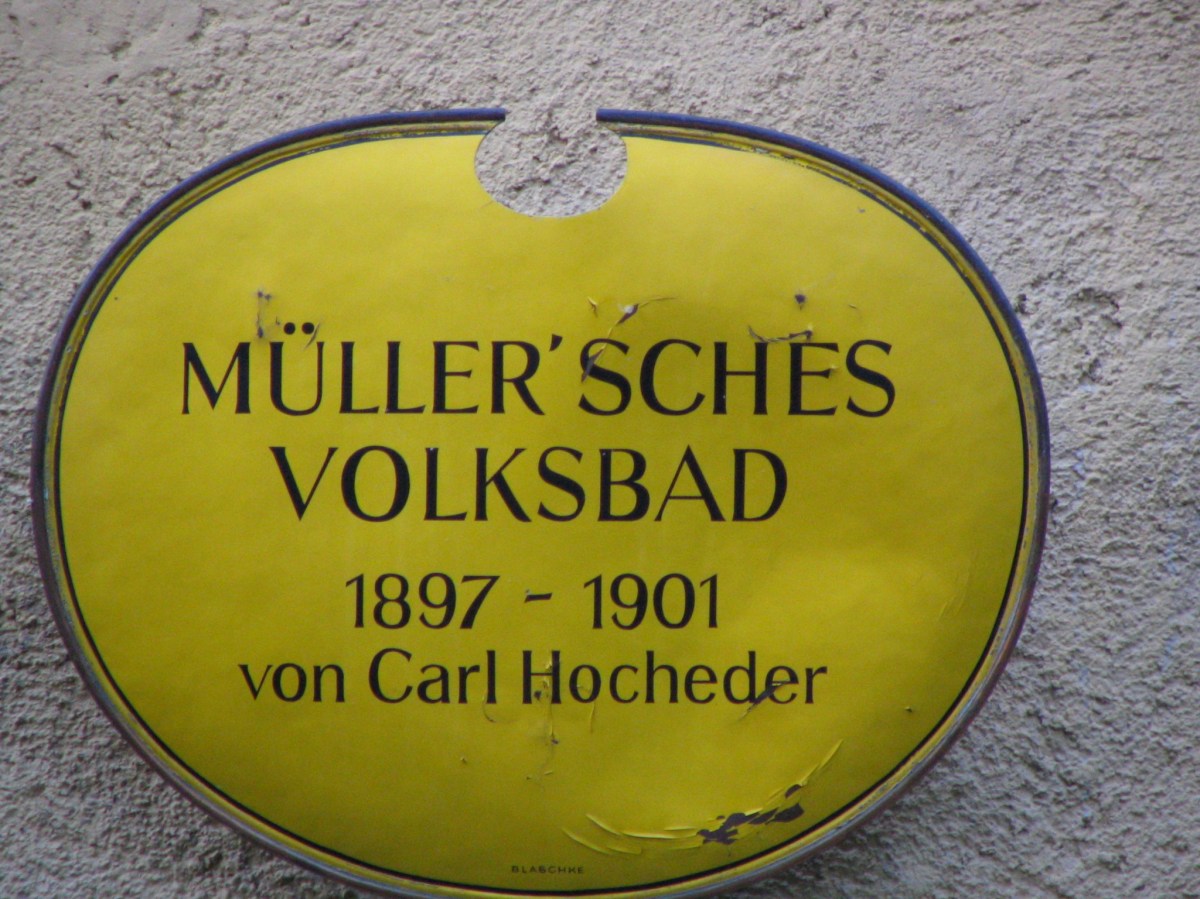 MÜLLER'SCHES
VOLKSBAD
1897 - 1901
von Carl Hocheder
BLASCHKE